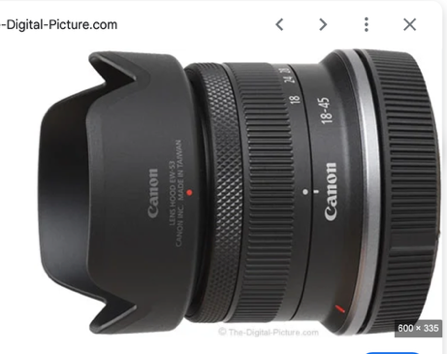 -Digital-Picture.com
Canon
LENS HOOD EW-53
CANON INC. MADE IN TAIWAN
18 24
18-45
Canon
© The-Digital-Picture.com
600 × 335